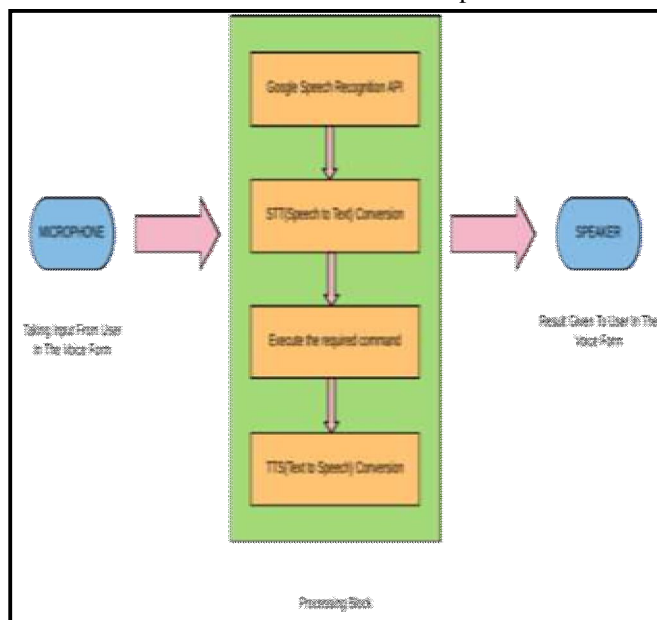 Google Speech Recognition API
STT(Speech to Text) Conversion
Execute the required command
TTS(Text to Speech) Conversion
MICROPHONE
Taking Input From User
In The Voice Form
SPEAKER
Result Given To User In The
Voice Form
Processing Block